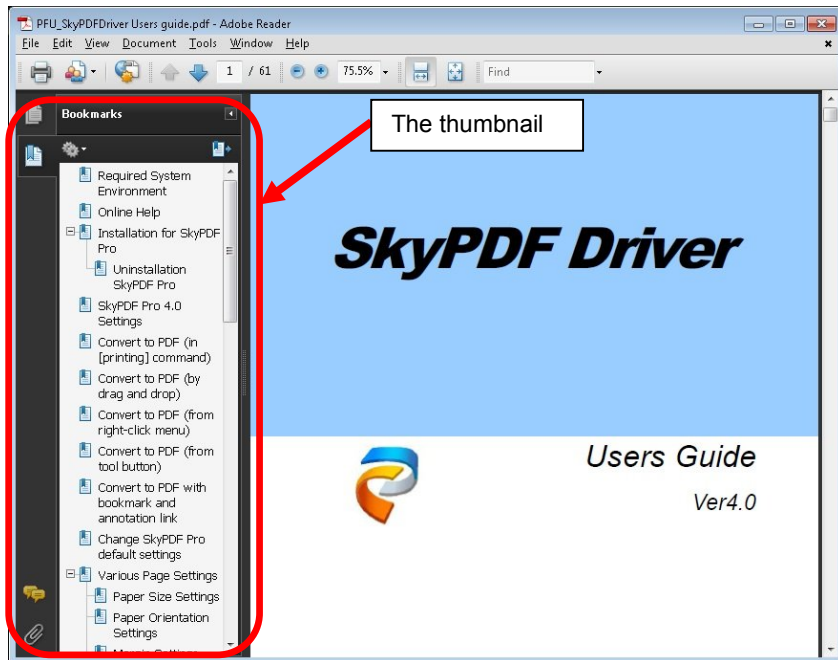 PFU_SkyPDFDriver Users guide.pdf - Adobe Reader
File Edit View Document Tools Window Help
1 / 61 75.5% Find
Bookmarks
The thumbnail
Required System
Environment
Online Help
Installation for SkyPDF
Pro
Uninstallation
SkyPDF Pro
SkyPDF Pro 4.0
Settings
Convert to PDF (in
[printing] command)
Convert to PDF (by
drag and drop)
Convert to PDF (from
right-click menu)
Convert to PDF (from
tool button)
Convert to PDF with
bookmark and
annotation link
Change SkyPDF Pro
default settings
Various Page Settings
Paper Size Settings
Paper Orientation
Settings
SkyPDF Driver
Users Guide
Ver4.0